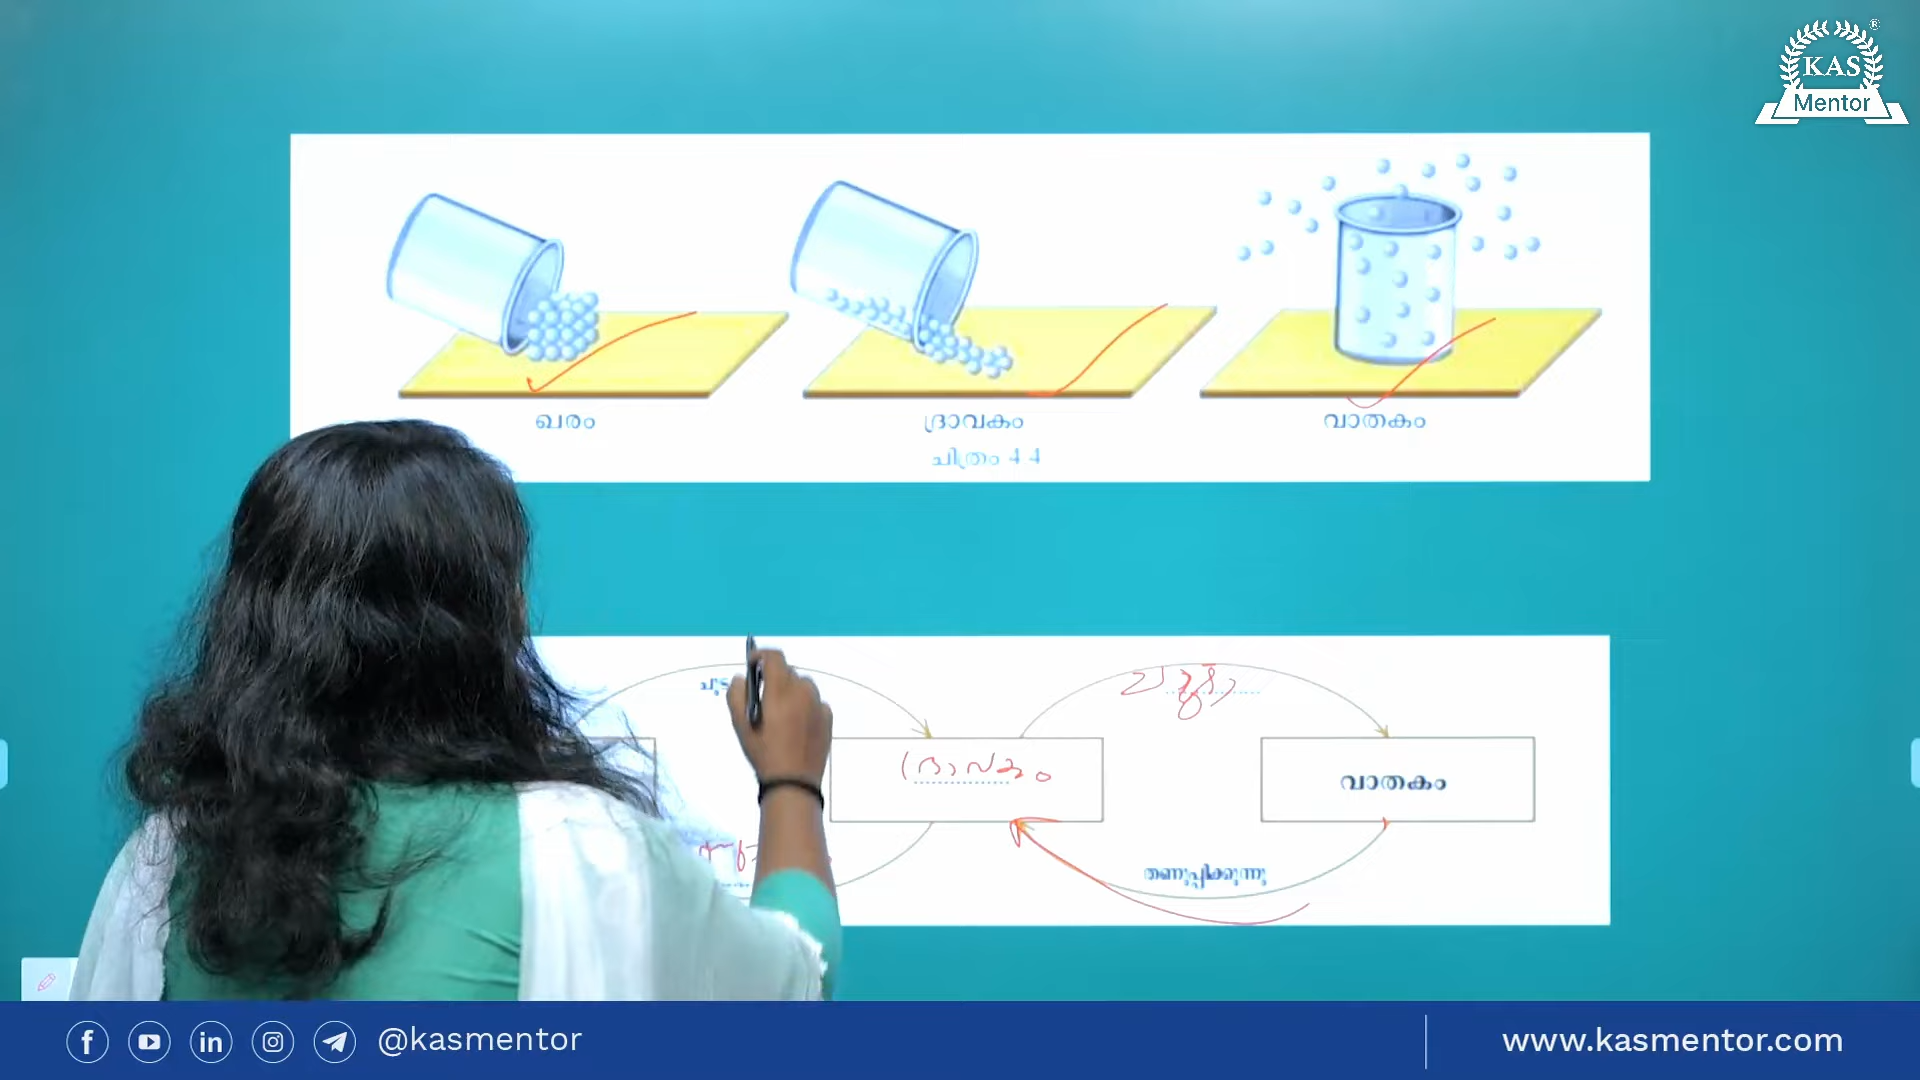 KAS
Mentor
ഖരം
ദ്രാവകം
വാതകം
ചിത്രം 4.4
ദ്രാവകം
വാതകം
തണുപ്പിക്കുന്നു
@kasmentor
www.kasmentor.com